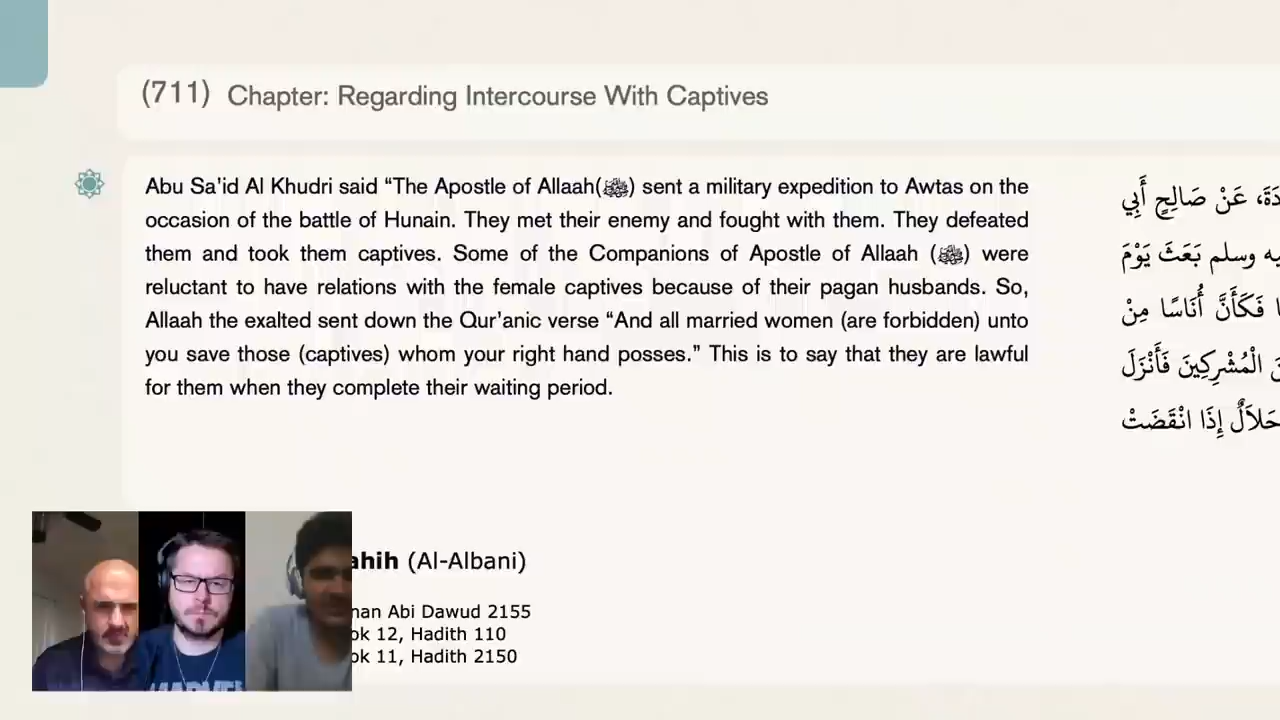 (711) Chapter: Regarding Intercourse With Captives
Abu Sa'id Al Khudri said “The Apostle of Allaah(ﷺ) sent a military expedition to Awtas on the
occasion of the battle of Hunain. They met their enemy and fought with them. They defeated
them and took them captives. Some of the Companions of Apostle of Allaah (ﷺ) were
reluctant to have relations with the female captives because of their pagan husbands. So,
Allaah the exalted sent down the Qur'anic verse “And all married women (are forbidden) unto
you save those (captives) whom your right hand posses.” This is to say that they are lawful
for them when they complete their waiting period.
دَةَ، عَنْ صَالِحٍ أَبِي
يه وسلم بَعَثَ يَوْمَ
ا فَكَأَنَّ أُنَاسًا مِنْ
نَ الْمُشْرِكِينَ فَأَنْزَلَ
حَلاَلٌ إِذَا انْقَضَتْ
ahih (Al-Albani)
nan Abi Dawud 2155
ok 12, Hadith 110
ok 11, Hadith 2150